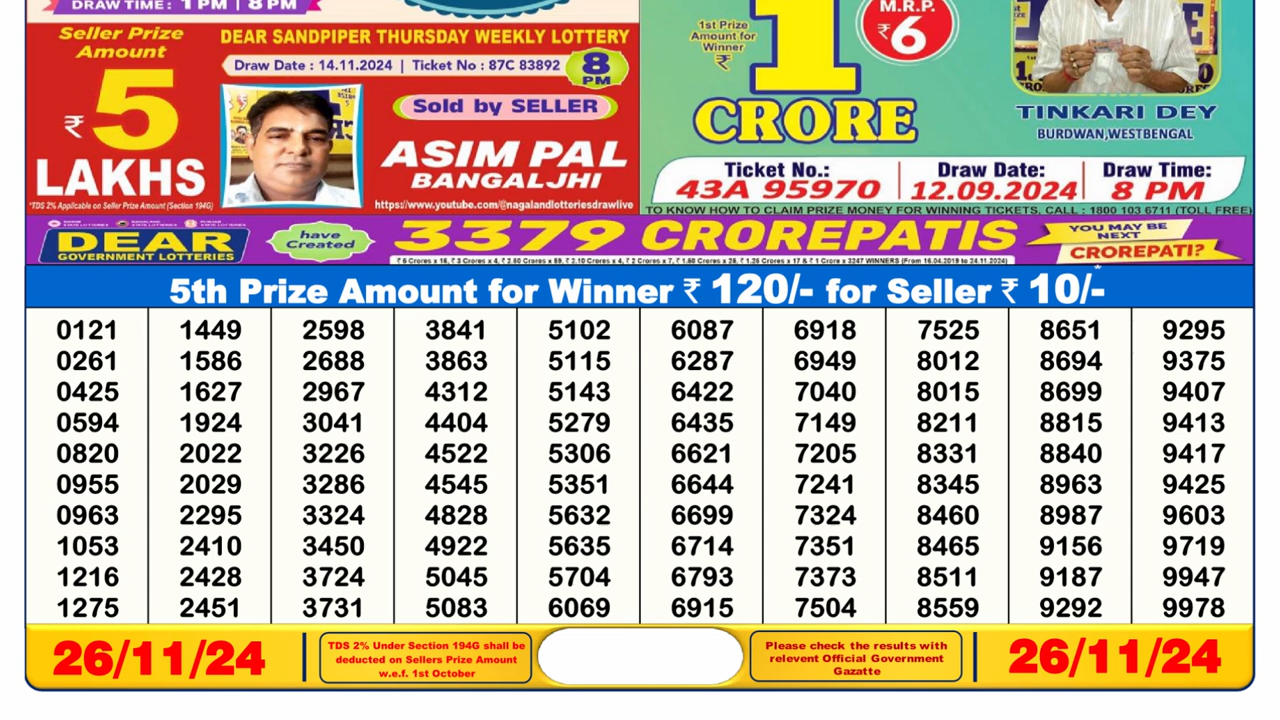 DRAW TIME: 1 PM | 8 PM
Seller Prize
Amount
₹ 5
LAKHS
*TDS 2% Applicable on Seller Prize Amount (Section 194G)
DEAR SANDPIPER THURSDAY WEEKLY LOTTERY
Draw Date : 14.11.2024 | Ticket No : 87C 83892
8
PM
Sold by SELLER
ASIM PAL
BANGALJHI
https://www.youtube.com/@nagalandlotteriesdrawlive
1st Prize
Amount for
Winner
₹
1
CRORE
M.R.P.
₹6
TINKARI DEY
BURDWAN,WESTBENGAL
Ticket No.: Draw Date: Draw Time:
43A 95970 12.09.2024 8 PM
TO KNOW HOW TO CLAIM PRIZE MONEY FOR WINNING TICKETS, CALL : 1800 103 6711 (TOLL FREE)
DEAR
GOVERNMENT LOTTERIES
have
Created
3379 CROREPATIS
YOU MAY BE
NEXT
CROREPATI?
5th Prize Amount for Winner ₹ 120/- for Seller ₹ 10/-*
0121 1449 2598 3841 5102 6087 6918 7525 8651 9295
0261 1586 2688 3863 5115 6287 6949 8012 8694 9375
0425 1627 2967 4312 5143 6422 7040 8015 8699 9407
0594 1924 3041 4404 5279 6435 7149 8211 8815 9413
0820 2022 3226 4522 5306 6621 7205 8331 8840 9417
0955 2029 3286 4545 5351 6644 7241 8345 8963 9425
0963 2295 3324 4828 5632 6699 7324 8460 8987 9603
1053 2410 3450 4922 5635 6714 7351 8465 9156 9719
1216 2428 3724 5045 5704 6793 7373 8511 9187 9947
1275 2451 3731 5083 6069 6915 7504 8559 9292 9978
26/11/24
TDS 2% Under Section 194G shall be
deducted on Sellers Prize Amount
w.e.f. 1st October
Please check the results with
relevent Official Government
Gazatte
26/11/24